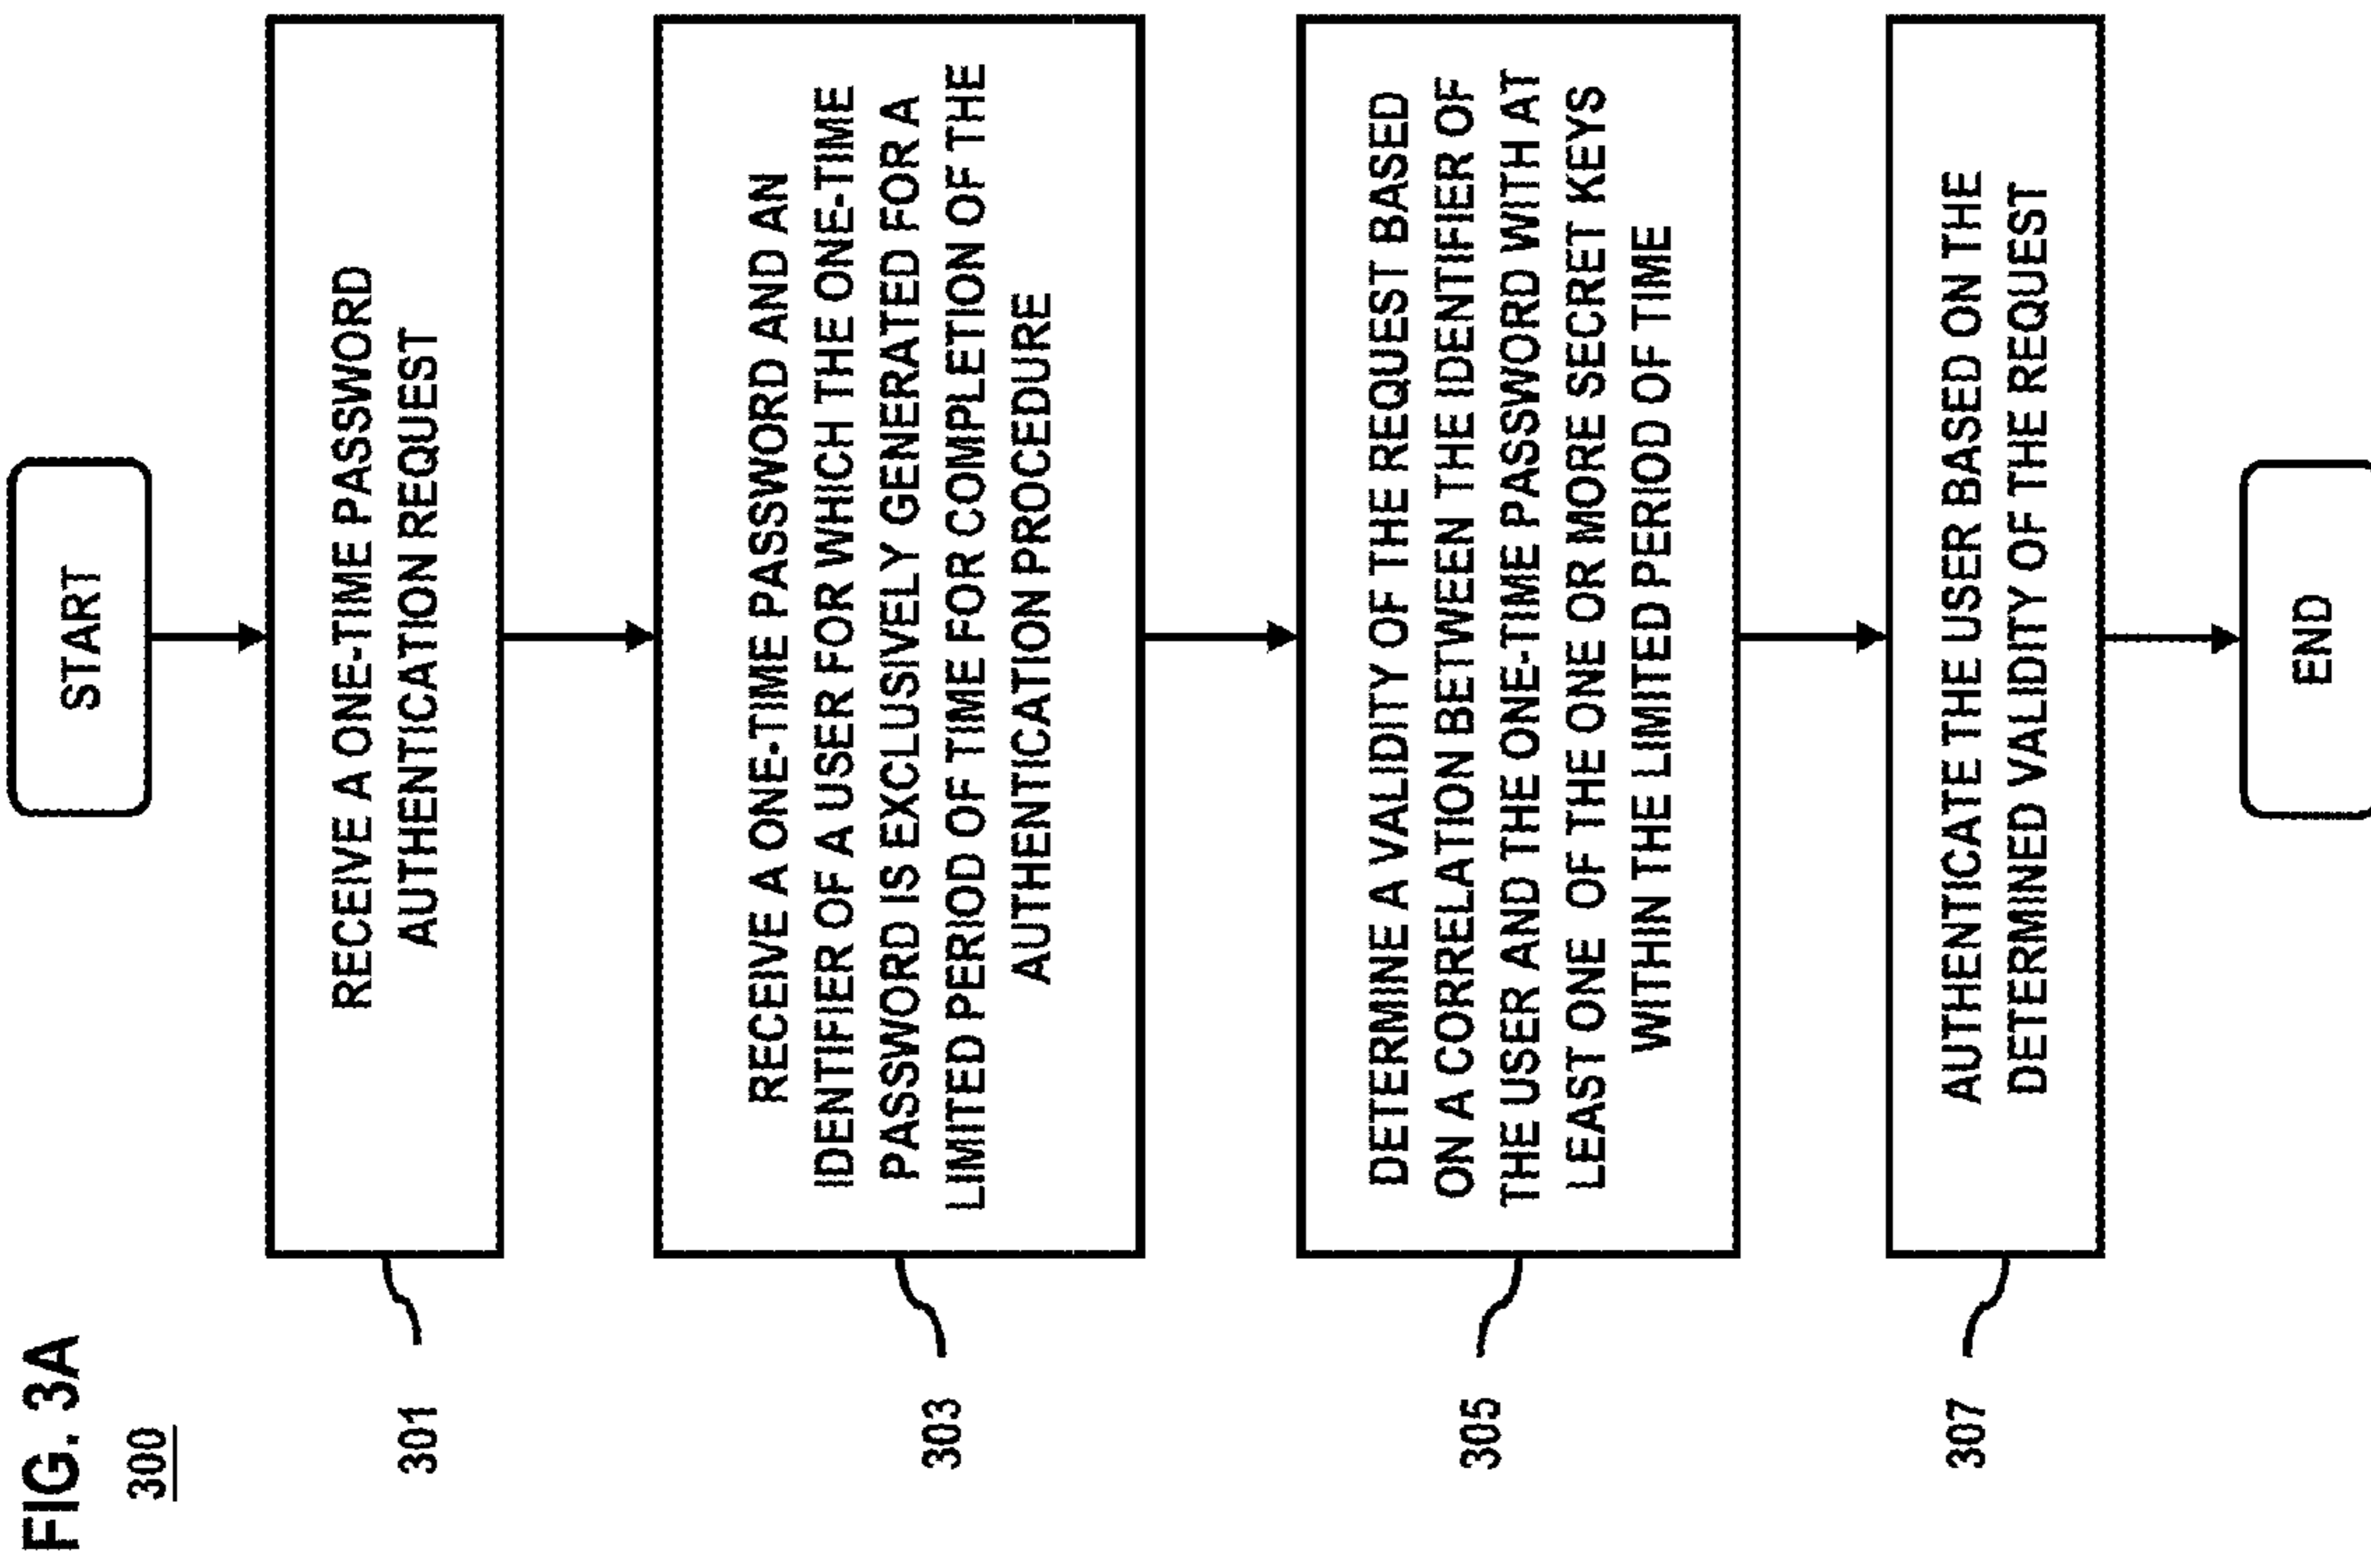 FIG. 3A
300
START
301
RECEIVE A ONE-TIME PASSWORD
AUTHENTICATION REQUEST
303
RECEIVE A ONE-TIME PASSWORD AND AN
IDENTIFIER OF A USER FOR WHICH THE ONE-TIME
PASSWORD IS EXCLUSIVELY GENERATED FOR A
LIMITED PERIOD OF TIME FOR COMPLETION OF THE
AUTHENTICATION PROCEDURE
305
DETERMINE A VALIDITY OF THE REQUEST BASED
ON A CORRELATION BETWEEN THE IDENTIFIER OF
THE USER AND THE ONE-TIME PASSWORD WITH AT
LEAST ONE OF THE ONE OR MORE SECRET KEYS
WITHIN THE LIMITED PERIOD OF TIME
307
AUTHENTICATE THE USER BASED ON THE
DETERMINED VALIDITY OF THE REQUEST
END